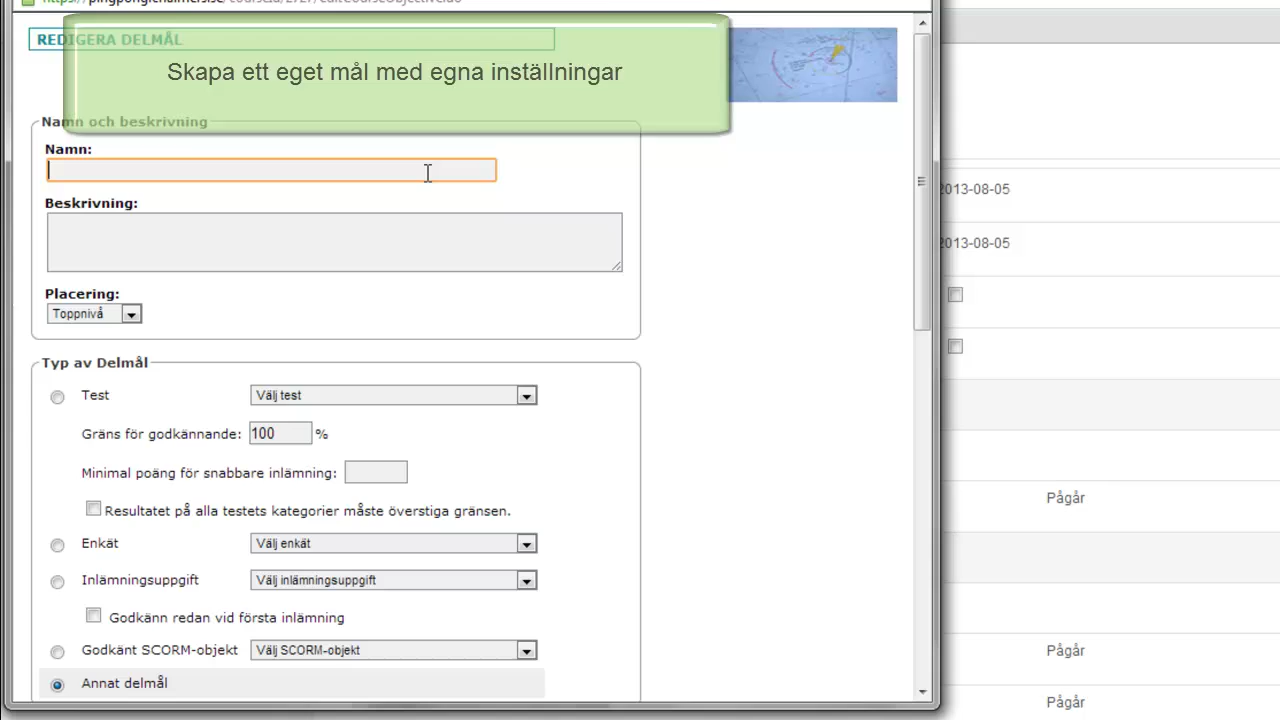 REDIGERA DELMÅL
Skapa ett eget mål med egna inställningar
Namn och beskrivning
Namn:
Beskrivning:
Placering:
Toppnivå
Typ av Delmål
Test
Välj test
Gräns för godkännande:
100
%
Minimal poäng för snabbare inlämning:
Resultatet på alla testets kategorier måste överstiga gränsen.
Enkät
Välj enkät
Inlämningsuppgift
Välj inlämningsuppgift
Godkänn redan vid första inlämning
Godkänt SCORM-objekt
Välj SCORM-objekt
Annat delmål
2013-08-05
2013-08-05
Pågår
Pågår
Pågår